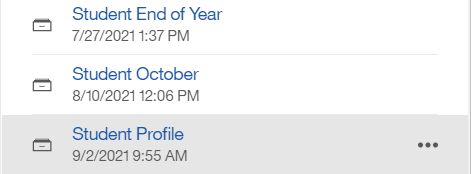 Student End of Year
7/27/2021 1:37 PM
Student October
8/10/2021 12:06 PM
Student Profile
9/2/2021 9:55 AM